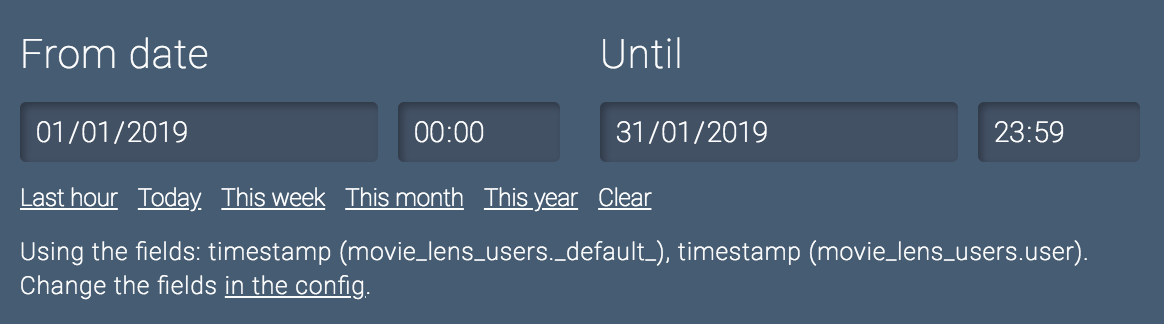 From date Until
01/01/2019 00:00 31/01/2019 23:59
Last hour Today This week This month This year Clear
Using the fields: timestamp (movie_lens_users._default_), timestamp (movie_lens_users.user).
Change the fields in the config.